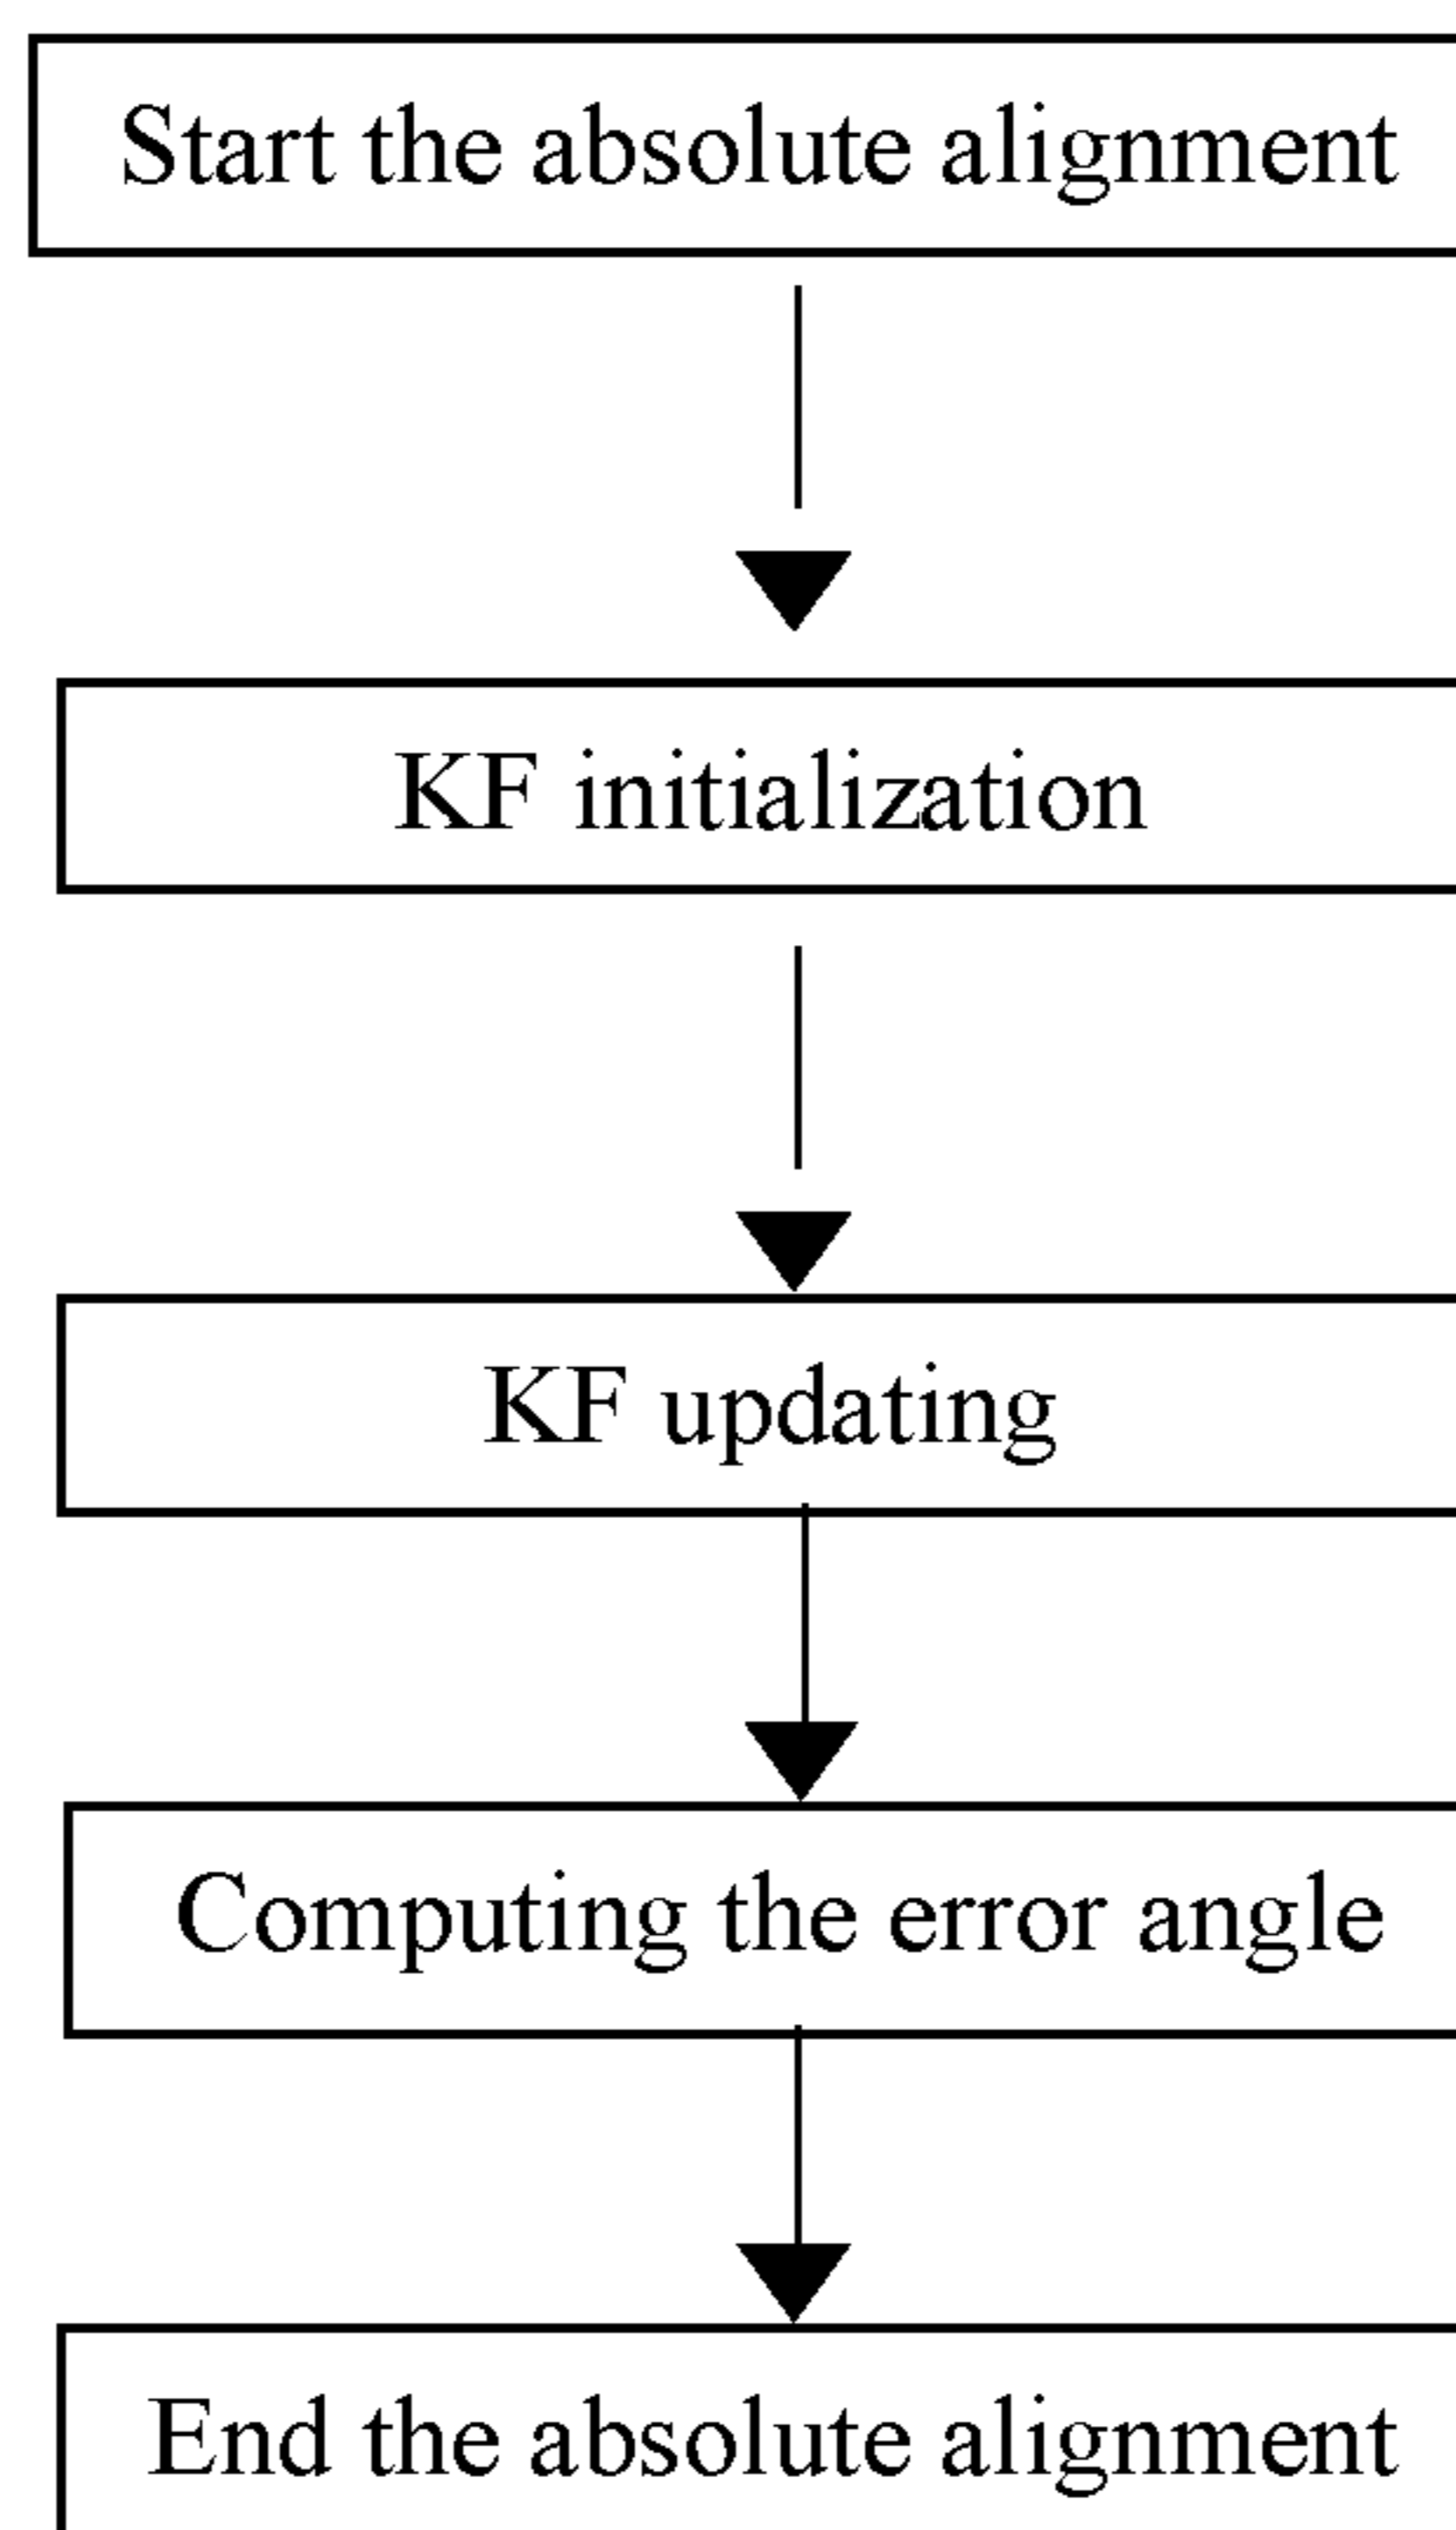 Start the absolute alignment
KF initialization
KF updating
Computing the error angle
End the absolute alignment